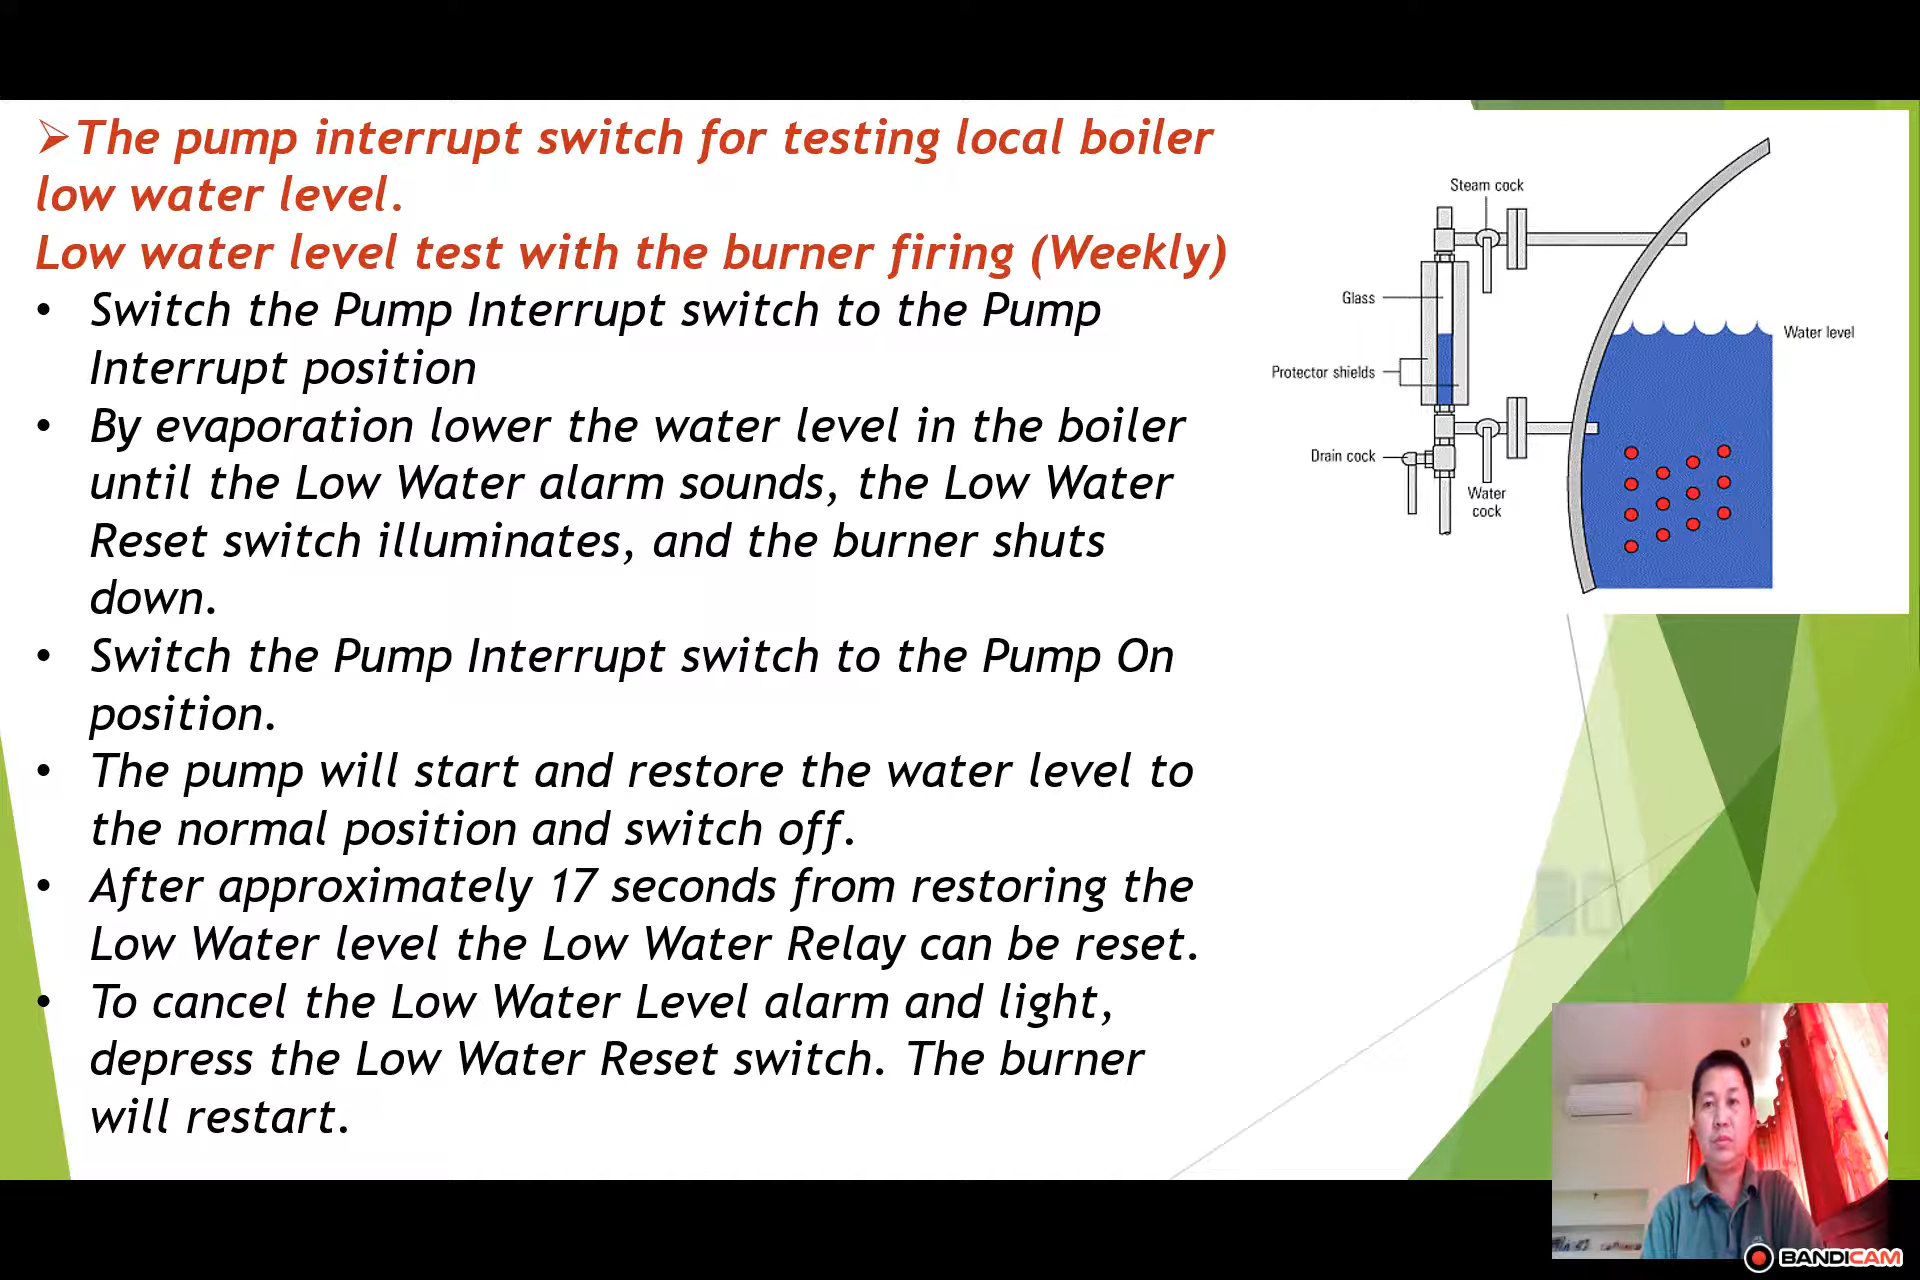 ➢The pump interrupt switch for testing local boiler
low water level.
Low water level test with the burner firing (Weekly)
• Switch the Pump Interrupt switch to the Pump
Interrupt position
• By evaporation lower the water level in the boiler
until the Low Water alarm sounds, the Low Water
Reset switch illuminates, and the burner shuts
down.
• Switch the Pump Interrupt switch to the Pump On
position.
• The pump will start and restore the water level to
the normal position and switch off.
• After approximately 17 seconds from restoring the
Low Water level the Low Water Relay can be reset.
• To cancel the Low Water Level alarm and light,
depress the Low Water Reset switch. The burner
will restart.
Steam cock
Glass
Water level
Protector shields
Drain cock
Water
cock
BANDICAM